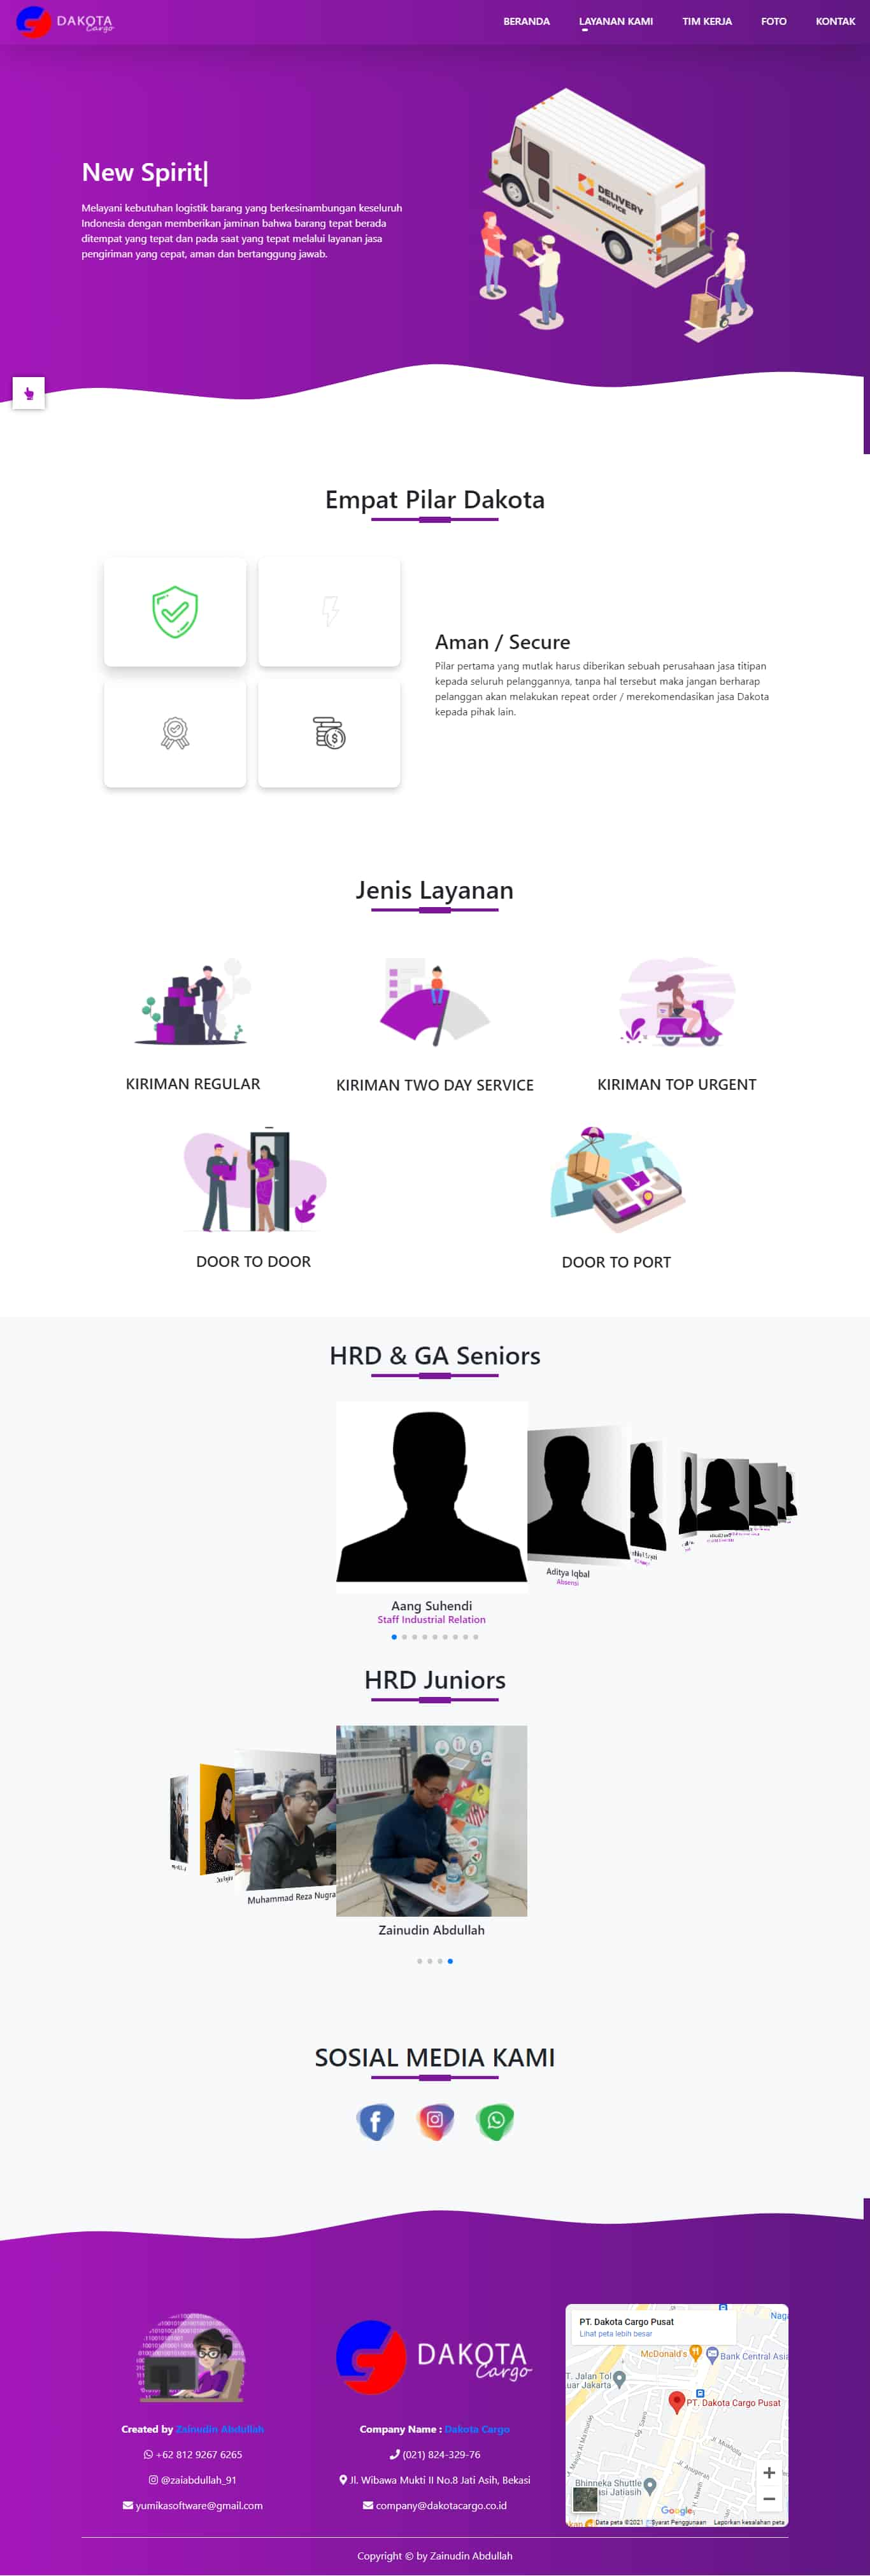 DAKOTA
Cargo
BERANDA
LAYANAN KAMI
TIM KERJA
FOTO
KONTAK
DELIVERY
SERVICE
New Spirit|
Melayani kebutuhan logistik barang yang berkesinambungan keseluruh
Indonesia dengan memberikan jaminan bahwa barang tepat berada
ditempat yang tepat dan pada saat yang tepat melalui layanan jasa
pengiriman yang cepat, aman dan bertanggung jawab.
Empat Pilar Dakota
Aman / Secure
Pilar pertama yang mutlak harus diberikan sebuah perusahaan jasa titipan
kepada seluruh pelanggannya, tanpa hal tersebut maka jangan berharap
pelanggan akan melakukan repeat order / merekomendasikan jasa Dakota
kepada pihak lain.
Jenis Layanan
KIRIMAN REGULAR
KIRIMAN TWO DAY SERVICE
KIRIMAN TOP URGENT
DOOR TO DOOR
DOOR TO PORT
HRD & GA Seniors
Aditya Iqbal
Absensi
Aang Suhendi
Staff Industrial Relation
HRD Juniors
Muhammad Reza Nugra
Zainudin Abdullah
SOSIAL MEDIA KAMI
Created by Zainudin Abdullah
+62 812 9267 6265
@zaiabdullah_91
yumikasoftware@gmail.com
DAKOTA
Cargo
Company Name : Dakota Cargo
(021) 824-329-76
Jl. Wibawa Mukti II No.8 Jati Asih, Bekasi
company@dakotacargo.co.id
PT. Dakota Cargo Pusat
Lihat peta lebih besar
Naga
McDonald's
Bank Central Asia
T. Jalan Tol
uar Jakarta
PT. Dakota Cargo Pusat
Jl. Musholla
Jl. Anugrah
Bhinneka Shuttle
asi Jatiasih
Google
Data peta ©2021
Syarat Penggunaan
Laporkan kesalahan peta
Copyright © by Zainudin Abdullah